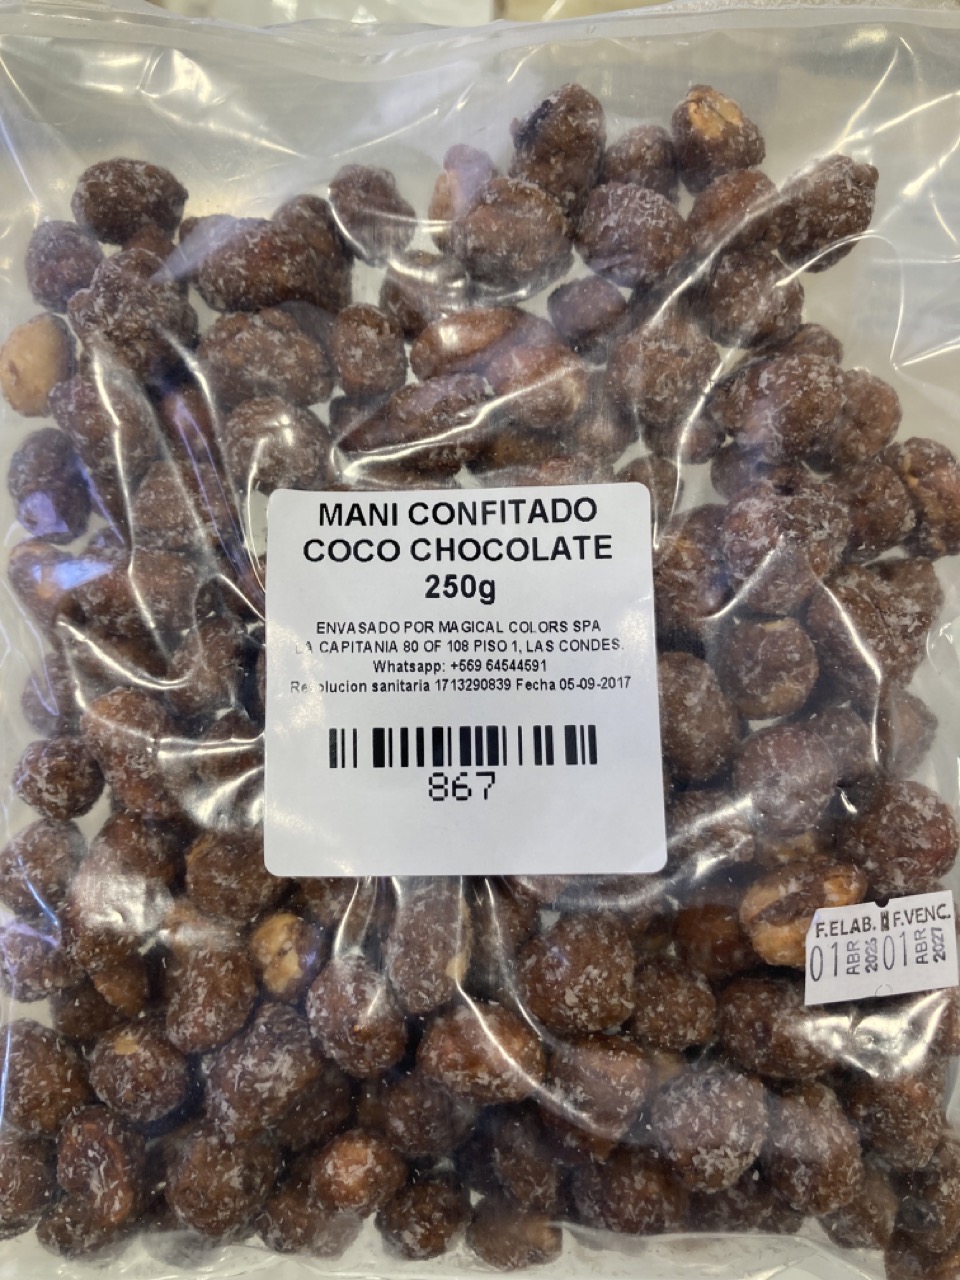 MANI CONFITADO
COCO CHOCOLATE
250g
ENVASADO POR MAGICAL COLORS SPA
LA CAPITANIA 80 OF 108 PISO 1, LAS CONDES.
Whatsapp: +569 64544591
Resolucion sanitaria 1713290839 Fecha 05-09-2017
867
F.ELAB. F.VENC.
01 ABR 2026 01 ABR 2027